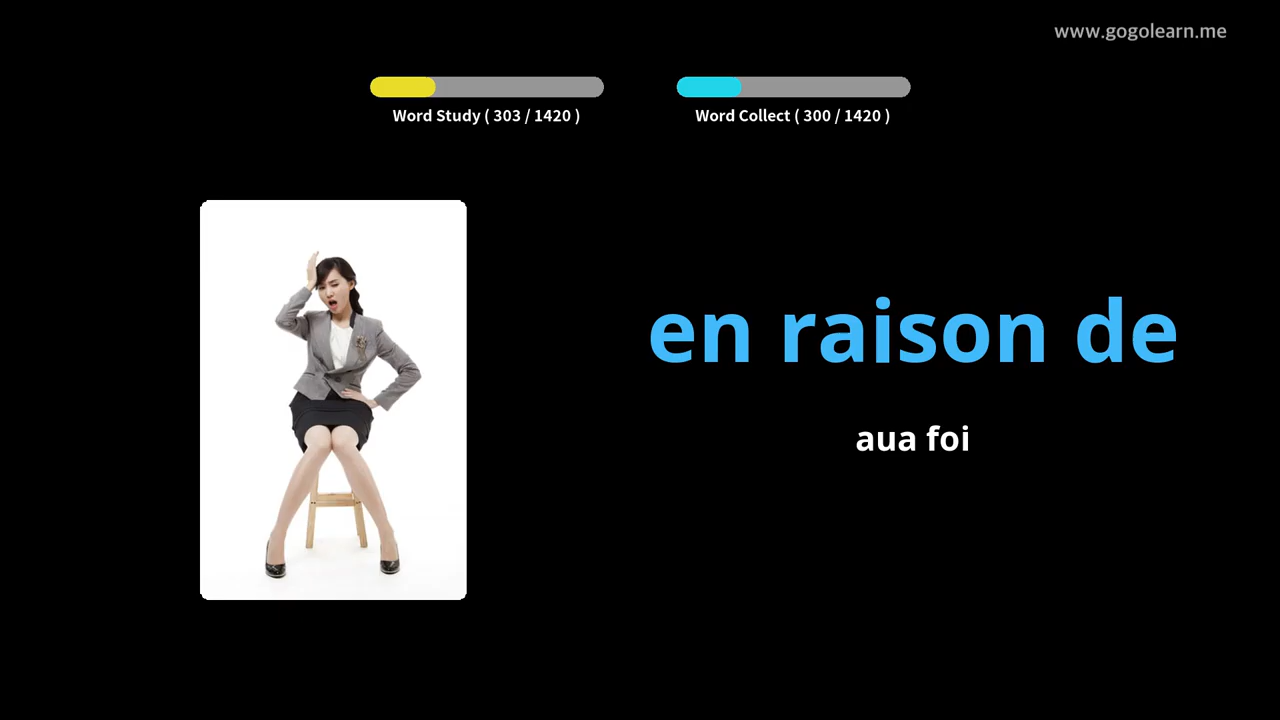 www.gogolearn.me
Word Study ( 303 / 1420 )
Word Collect ( 300 / 1420 )
en raison de
aua foi